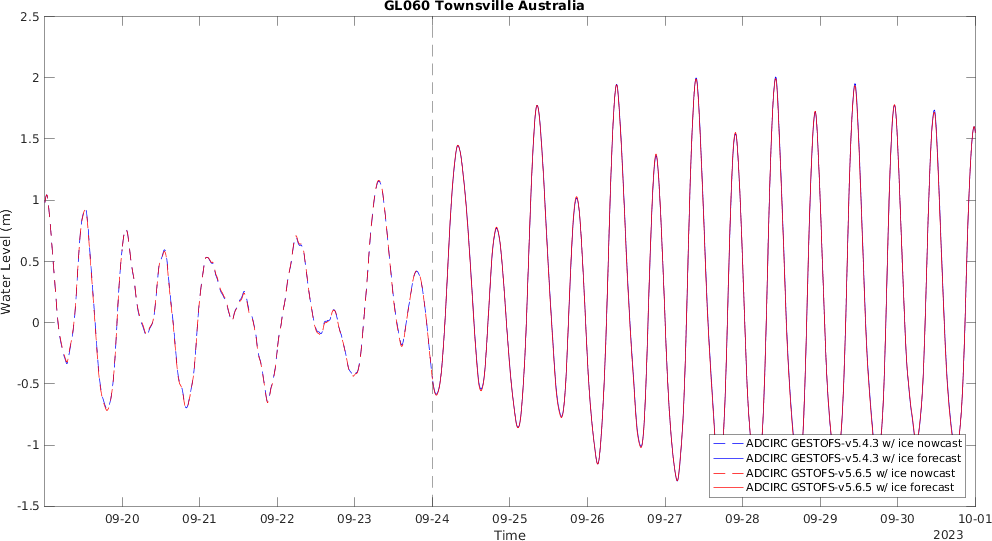 GL060 Townsville Australia
2.5
2
1.5
1
0.5
0
-0.5
-1
-1.5
Water Level (m)
ADCIRC GESTOFS-v5.4.3 w/ ice nowcast
ADCIRC GESTOFS-v5.4.3 w/ ice forecast
ADCIRC GSTOFS-v5.6.5 w/ ice nowcast
ADCIRC GSTOFS-v5.6.5 w/ ice forecast
09-20 09-21 09-22 09-23 09-24 09-25 09-26 09-27 09-28 09-29 09-30 10-01
Time
2023